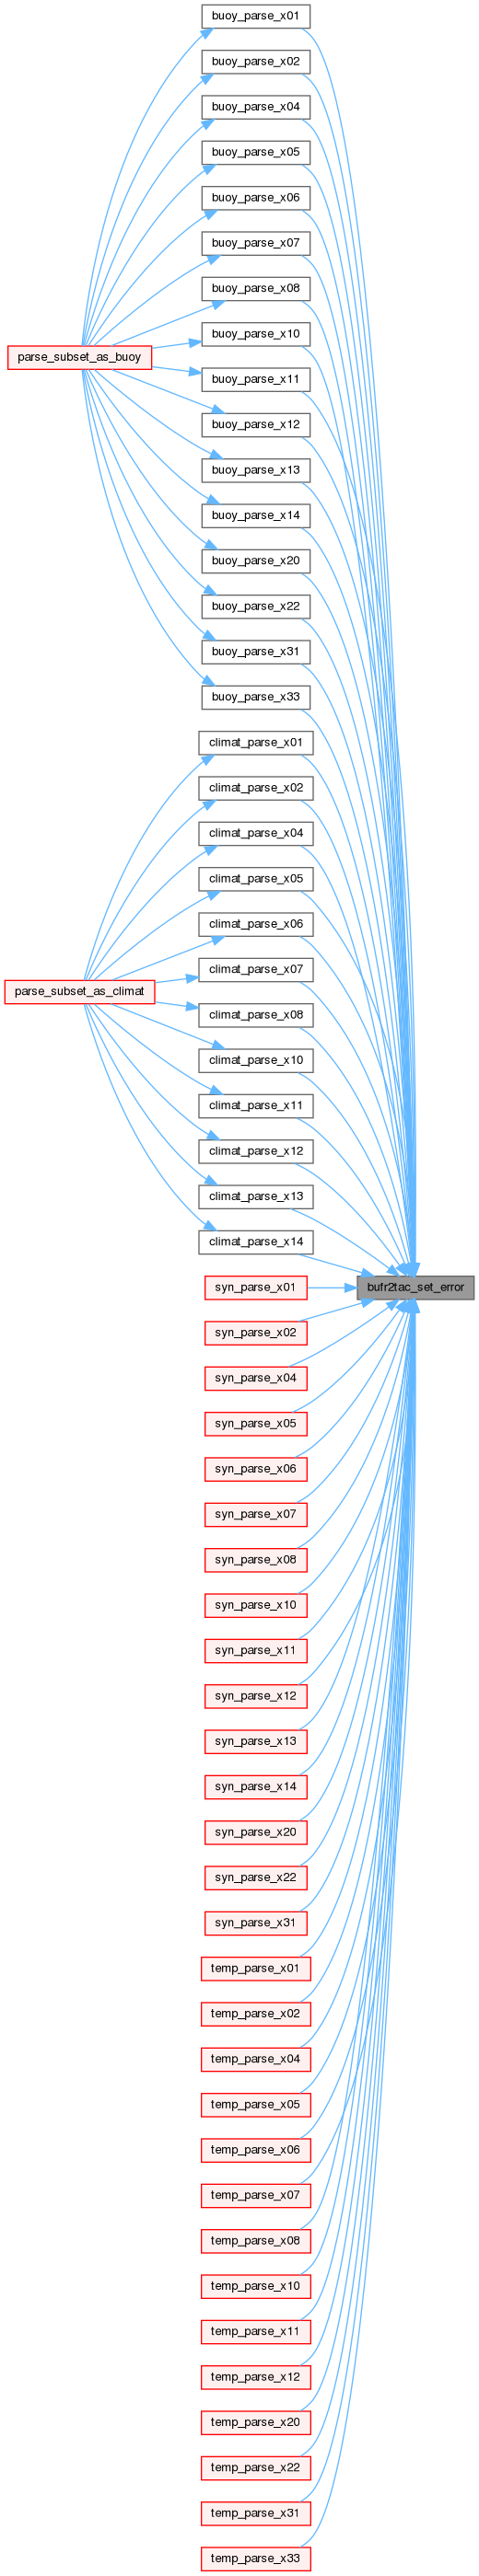 buoy_parse_x01
buoy_parse_x02
buoy_parse_x04
buoy_parse_x05
buoy_parse_x06
buoy_parse_x07
buoy_parse_x08
buoy_parse_x10
parse_subset_as_buoy
buoy_parse_x11
buoy_parse_x12
buoy_parse_x13
buoy_parse_x14
buoy_parse_x20
buoy_parse_x22
buoy_parse_x31
buoy_parse_x33
climat_parse_x01
climat_parse_x02
climat_parse_x04
climat_parse_x05
climat_parse_x06
climat_parse_x07
parse_subset_as_climat
climat_parse_x08
climat_parse_x10
climat_parse_x11
climat_parse_x12
climat_parse_x13
climat_parse_x14
bufr2tac_set_error
syn_parse_x01
syn_parse_x02
syn_parse_x04
syn_parse_x05
syn_parse_x06
syn_parse_x07
syn_parse_x08
syn_parse_x10
syn_parse_x11
syn_parse_x12
syn_parse_x13
syn_parse_x14
syn_parse_x20
syn_parse_x22
syn_parse_x31
temp_parse_x01
temp_parse_x02
temp_parse_x04
temp_parse_x05
temp_parse_x06
temp_parse_x07
temp_parse_x08
temp_parse_x10
temp_parse_x11
temp_parse_x12
temp_parse_x20
temp_parse_x22
temp_parse_x31
temp_parse_x33